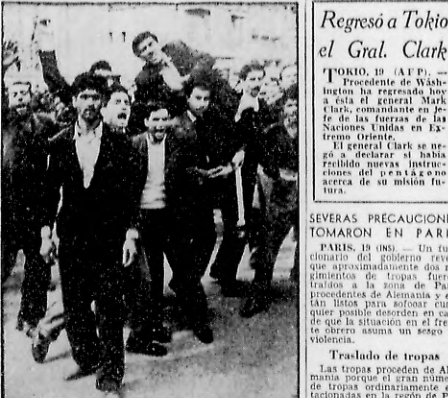 Regresó a Tokio
el Gral. Clark
TOKIO, 19 (AFP). —
Procedente de Wásh-
ington ha regresado hoy
a ésta el general Mark
Clark, comandante en je-
fe de las fuerzas de las
Naciones Unidas en Ex-
tremo Oriente.
El general Clark se ne-
gó a declarar si había
recibido nuevas instruc-
ciones del pentágono
acerca de su misión fu-
tura.
SEVERAS PRECAUCIONE
TOMARON EN PARI
PARIS, 19 (INS). — Un fu
cionario del gobierno reve
que aproximadamente dos r
gimientos de tropas fuer
traídos a la zona de Par
procedentes de Alemania y e
tán listos para sofocar cua
quier posible desorden en ca
de que la situación en el fre
te obrero asuma un sesgo
violencia.
Traslado de tropas
Las tropas proceden de Al
mania porque el gran núme
de tropas ordinariamente e
tacionadas en la región de P